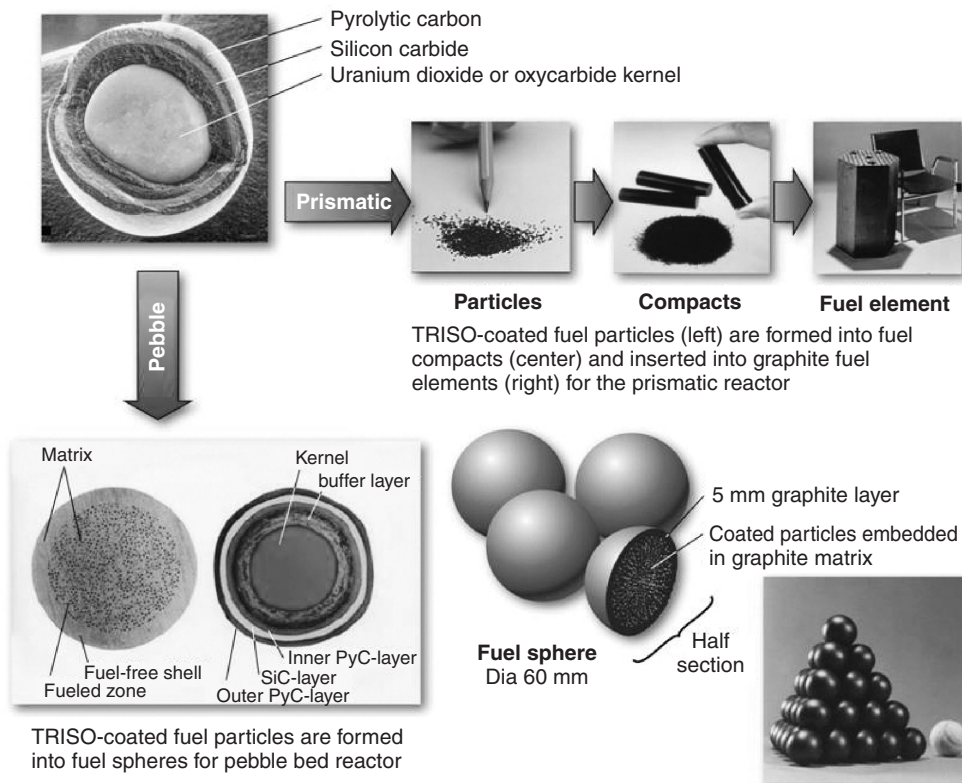 Pyrolytic carbon
Silicon carbide
Uranium dioxide or oxycarbide kernel
Prismatic
Particles
Compacts
Fuel element
TRISO-coated fuel particles (left) are formed into fuel
compacts (center) and inserted into graphite fuel
elements (right) for the prismatic reactor
Pebble
Matrix
Kernel
buffer layer
Fuel-free shell
Fueled zone
Inner PyC-layer
SiC-layer
Outer PyC-layer
TRISO-coated fuel particles are formed
into fuel spheres for pebble bed reactor
5 mm graphite layer
Coated particles embedded
in graphite matrix
Fuel sphere
Dia 60 mm
Half
section